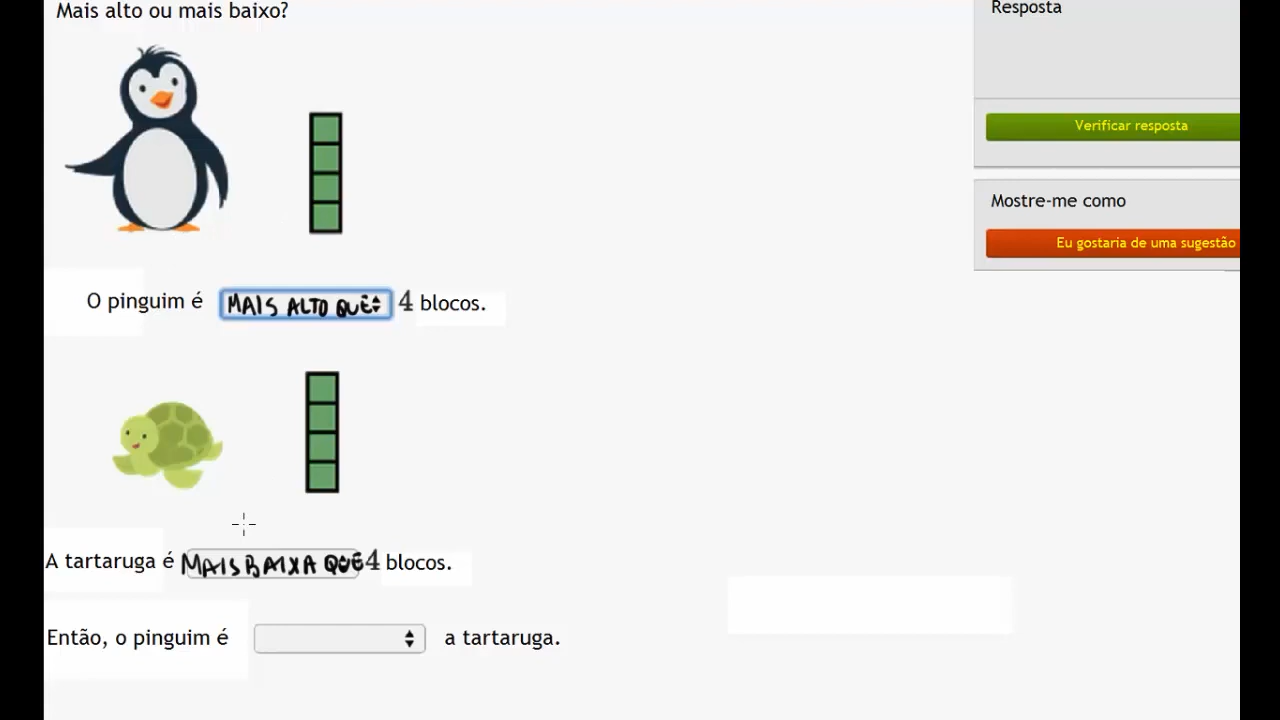 Mais alto ou mais baixo?
Resposta
Verificar resposta
Mostre-me como
Eu gostaria de uma sugestão
O pinguim é MAIS ALTO QUE 4 blocos.
A tartaruga é MAIS BAIXA QUE 4 blocos.
Então, o pinguim é a tartaruga.